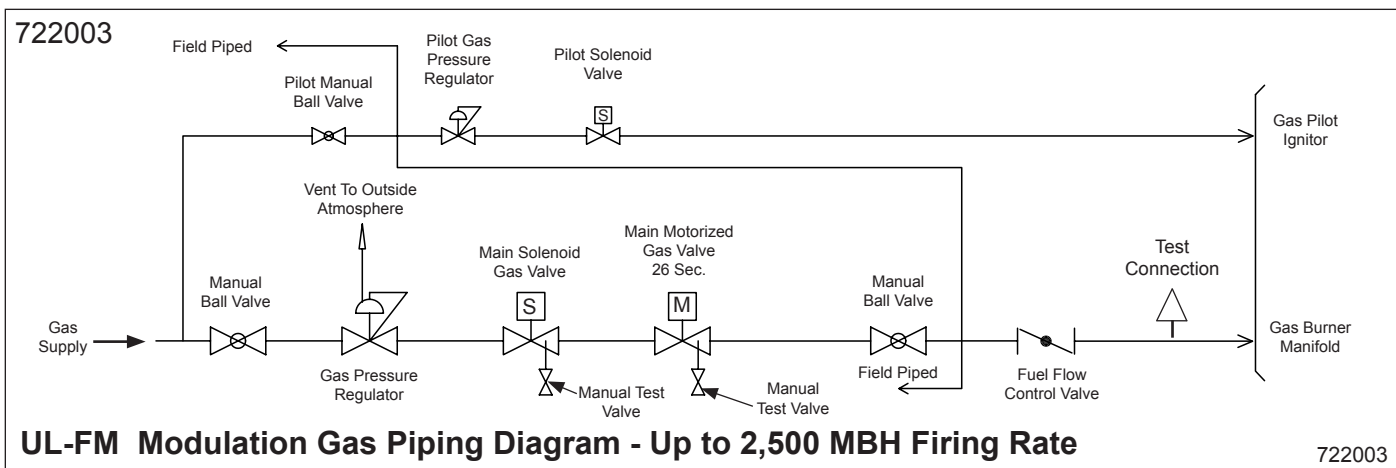 722003
Field Piped
Pilot Gas
Pressure
Regulator
Pilot Solenoid
Valve
Pilot Manual
Ball Valve
S
Gas Pilot
Ignitor
Vent To Outside
Atmosphere
Main Solenoid
Gas Valve
Main Motorized
Gas Valve
26 Sec.
Test
Connection
Manual
Ball Valve
Manual
Ball Valve
S
M
Gas
Supply
Gas Burner
Manifold
Gas Pressure
Regulator
Manual Test
Valve
Manual
Test Valve
Field Piped
Fuel Flow
Control Valve
UL-FM Modulation Gas Piping Diagram - Up to 2,500 MBH Firing Rate
722003